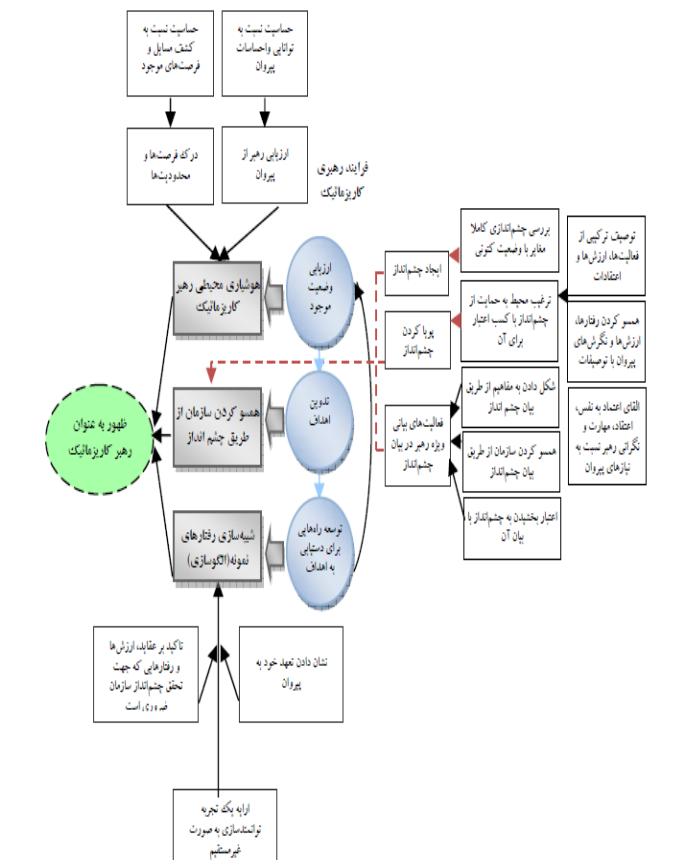 حساسیت نسبت به
کشف مسایل و
فرصت‌های موجود
حساسیت نسبت به
توانایی واحساسات
پیروان
درک فرصت‌ها و
محدودیت‌ها
ارزیابی رهبر از
پیروان
فرایند رهبری
کاریزماتیک
هوشیاری محیطی رهبر
کاریزماتیک
ارزیابی
وضعیت
موجود
ایجاد چشم‌انداز
بررسی چشم‌اندازی کاملا
مغایر با وضعیت کنونی
توصیف ترکیبی از
فعالیت‌ها، ارزش‌ها و
اعتقادات
ترغیب محیط به حمایت از
چشم‌انداز با کسب اعتبار
برای آن
پویا کردن
چشم‌انداز
همسو کردن رفتارها،
ارزش‌ها و نگرش‌های
پیروان با توصیفات
ظهور به عنوان
رهبر کاریزماتیک
همسو کردن سازمان از
طریق چشم انداز
تدوین
اهداف
فعالیت‌های بیانی
ویژه رهبر در بیان
چشم‌انداز
شکل دادن به مفاهیم از طریق
بیان چشم انداز
همسو کردن سازمان از طریق
بیان چشم‌انداز
اعتبار بخشیدن به چشم‌انداز با
بیان آن
القای اعتماد به نفس،
اعتقاد، مهارت و
نگرانی رهبر نسبت به
نیازهای پیروان
شبیه‌سازی رفتارهای
نمونه(الگوسازی)
توسعه راه‌هایی
برای دستیابی
به اهداف
تاکید بر عقاید، ارزش‌ها
و رفتارهایی که جهت
تحقق چشم‌انداز سازمان
ضروری است
نشان دادن تعهد خود به
پیروان
ارایه یک تجربه
توانمندسازی به صورت
غیرمستقیم